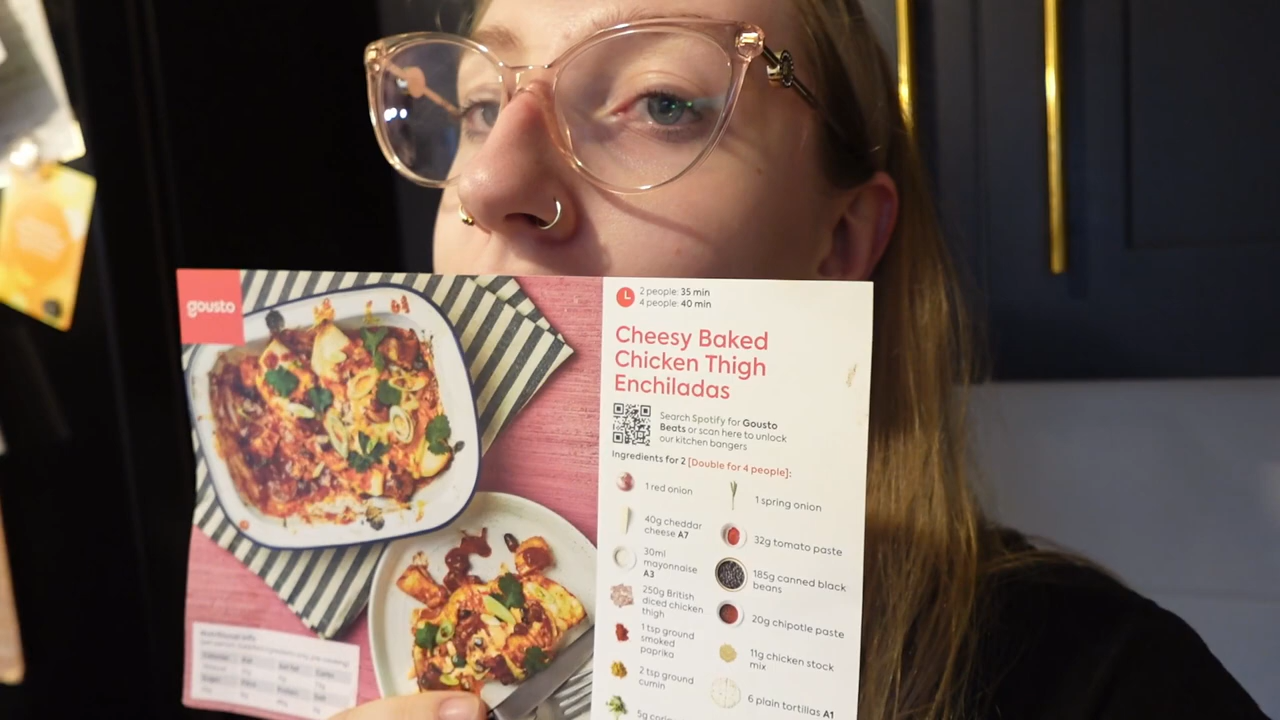 gousto
2 people: 35 min
4 people: 40 min
Cheesy Baked
Chicken Thigh
Enchiladas
Search Spotify for Gousto
Beats or scan here to unlock
our kitchen bangers
Ingredients for 2 [Double for 4 people]:
1 red onion
40g cheddar
cheese A7
30ml
mayonnaise
A3
250g British
diced chicken
thigh
1 tsp ground
smoked
paprika
2 tsp ground
cumin
1 spring onion
32g tomato paste
185g canned black
beans
20g chipotle paste
11g chicken stock
mix
6 plain tortillas A1
Nutritional info